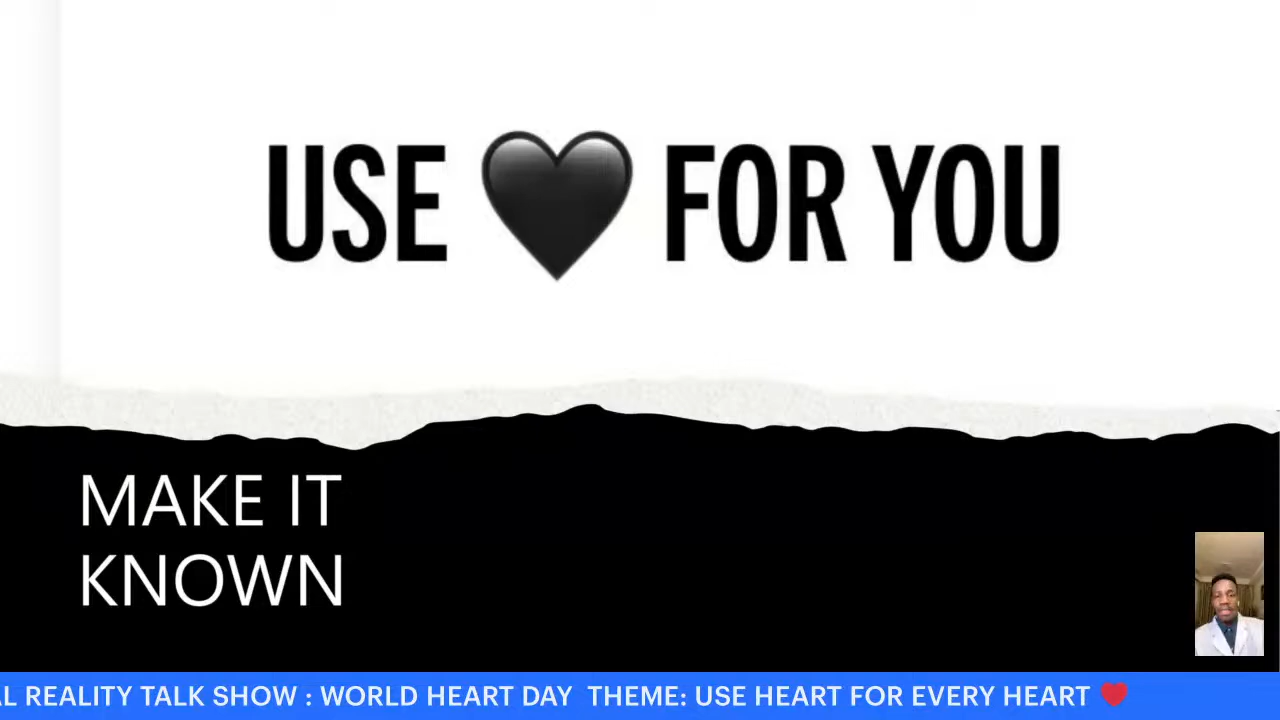 USE 🖤 FOR YOU
MAKE IT
KNOWN
REALITY TALK SHOW : WORLD HEART DAY THEME: USE HEART FOR EVERY HEART ❤️